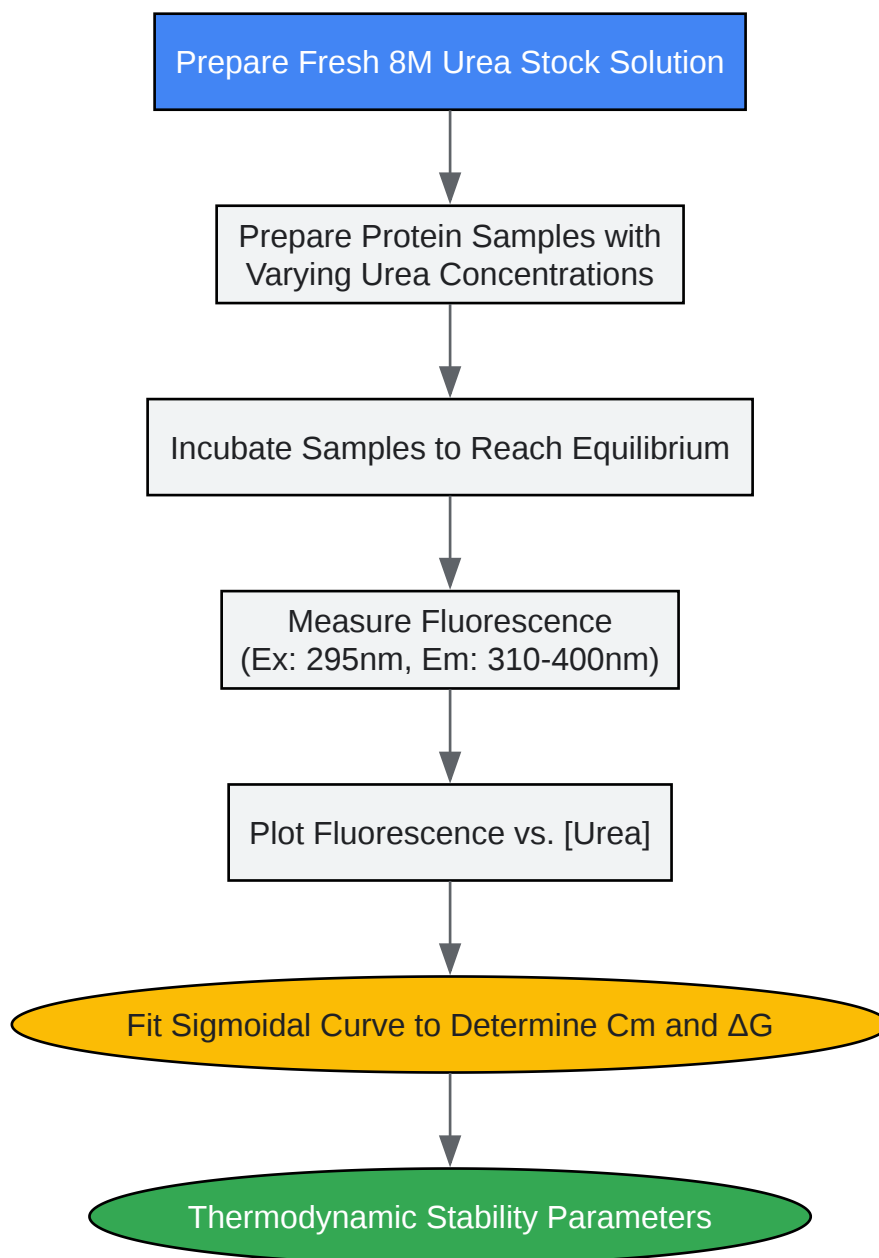 Prepare Fresh 8M Urea Stock Solution
Prepare Protein Samples with
Varying Urea Concentrations
Incubate Samples to Reach Equilibrium
Measure Fluorescence
(Ex: 295nm, Em: 310-400nm)
Plot Fluorescence vs. [Urea]
Fit Sigmoidal Curve to Determine Cm and ΔG
Thermodynamic Stability Parameters